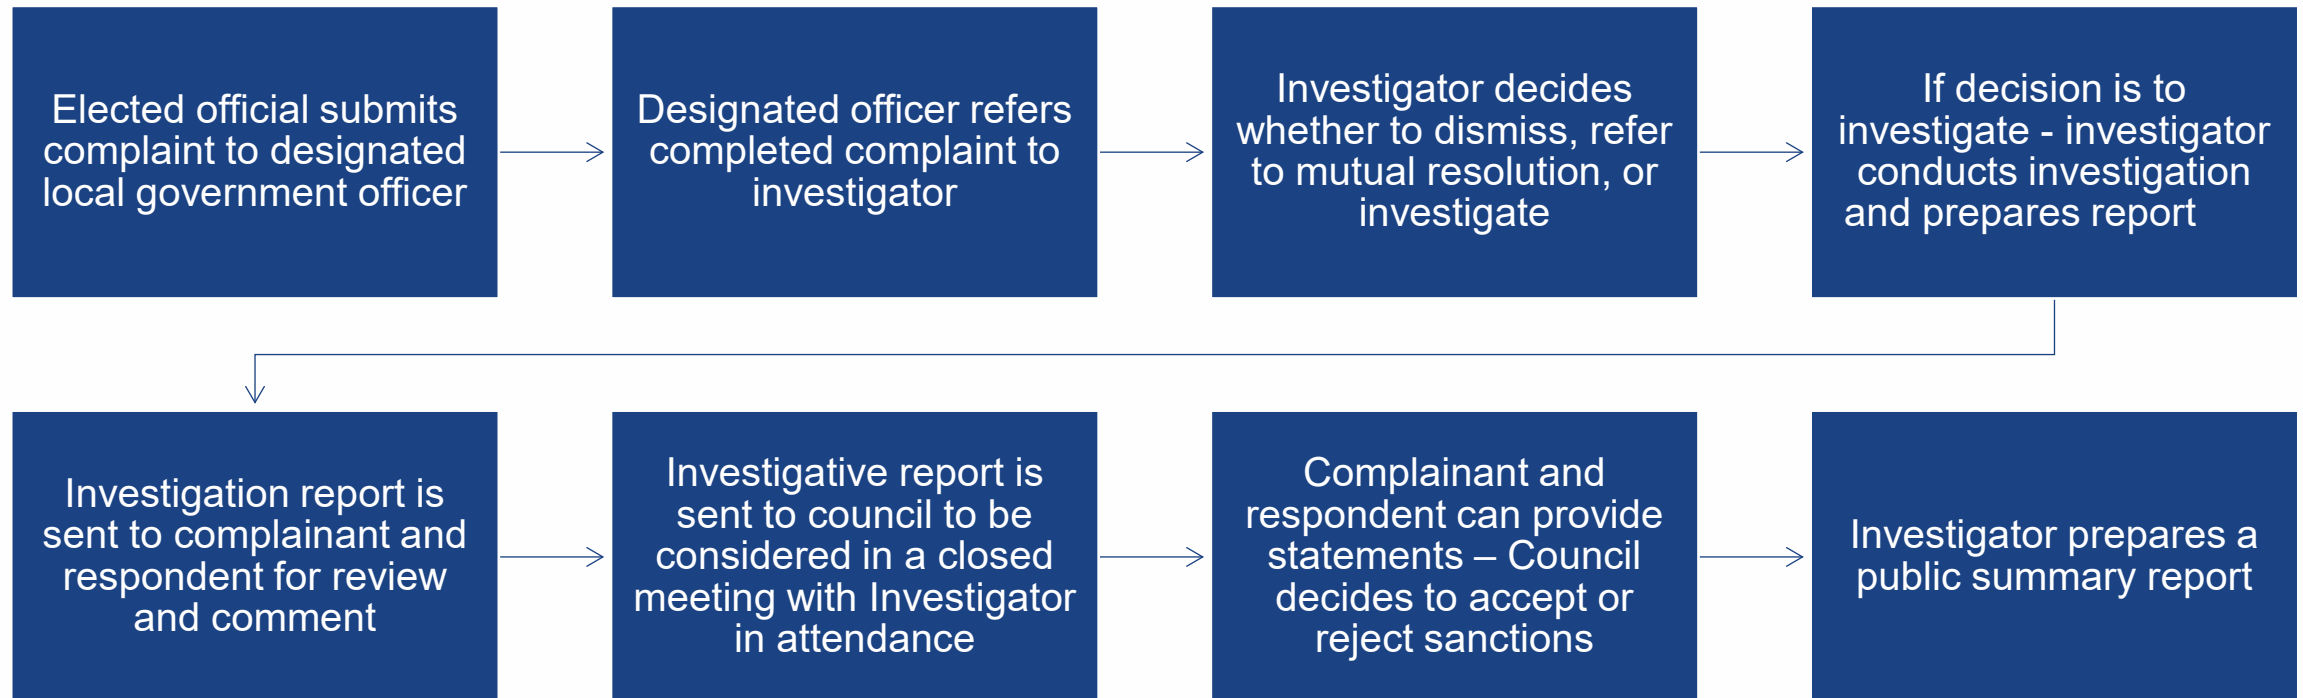 Elected official submits
complaint to designated
local government officer
Designated officer refers
completed complaint to
investigator
Investigator decides
whether to dismiss, refer
to mutual resolution, or
investigate
If decision is to
investigate - investigator
conducts investigation
and prepares report
Investigation report is
sent to complainant and
respondent for review
and comment
Investigative report is
sent to council to be
considered in a closed
meeting with Investigator
in attendance
Complainant and
respondent can provide
statements – Council
decides to accept or
reject sanctions
Investigator prepares a
public summary report